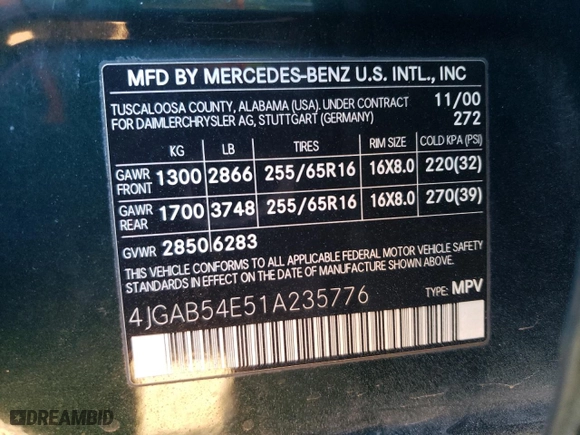 MFD BY MERCEDES-BENZ U.S. INTL., INC
TUSCALOOSA COUNTY, ALABAMA (USA). UNDER CONTRACT 11/00
FOR DAIMLERCHRYSLER AG, STUTTGART (GERMANY) 272
KG LB TIRES RIM SIZE COLD KPA (PSI)
GAWR FRONT 1300 2866 255/65R16 16X8.0 220(32)
GAWR REAR 1700 3748 255/65R16 16X8.0 270(39)
GVWR 2850 6283
THIS VEHICLE CONFORMS TO ALL APPLICABLE FEDERAL MOTOR VEHICLE SAFETY
STANDARDS IN EFFECT ON THE DATE OF MANUFACTURE SHOWN ABOVE.
4JGAB54E51A235776 TYPE: MPV
DREAMBID